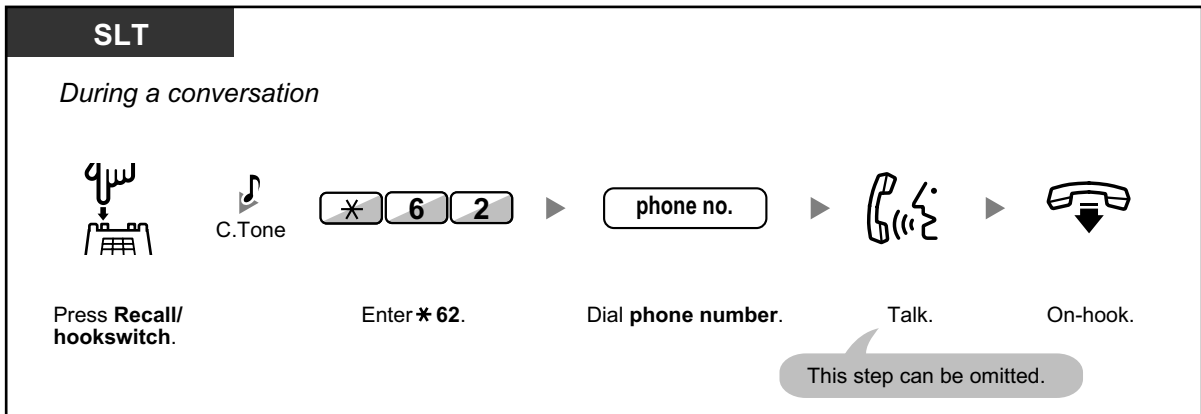 SLT
During a conversation
C.Tone
* 6 2
phone no.
Press Recall/
hookswitch.
Enter * 62.
Dial phone number.
Talk.
On-hook.
This step can be omitted.